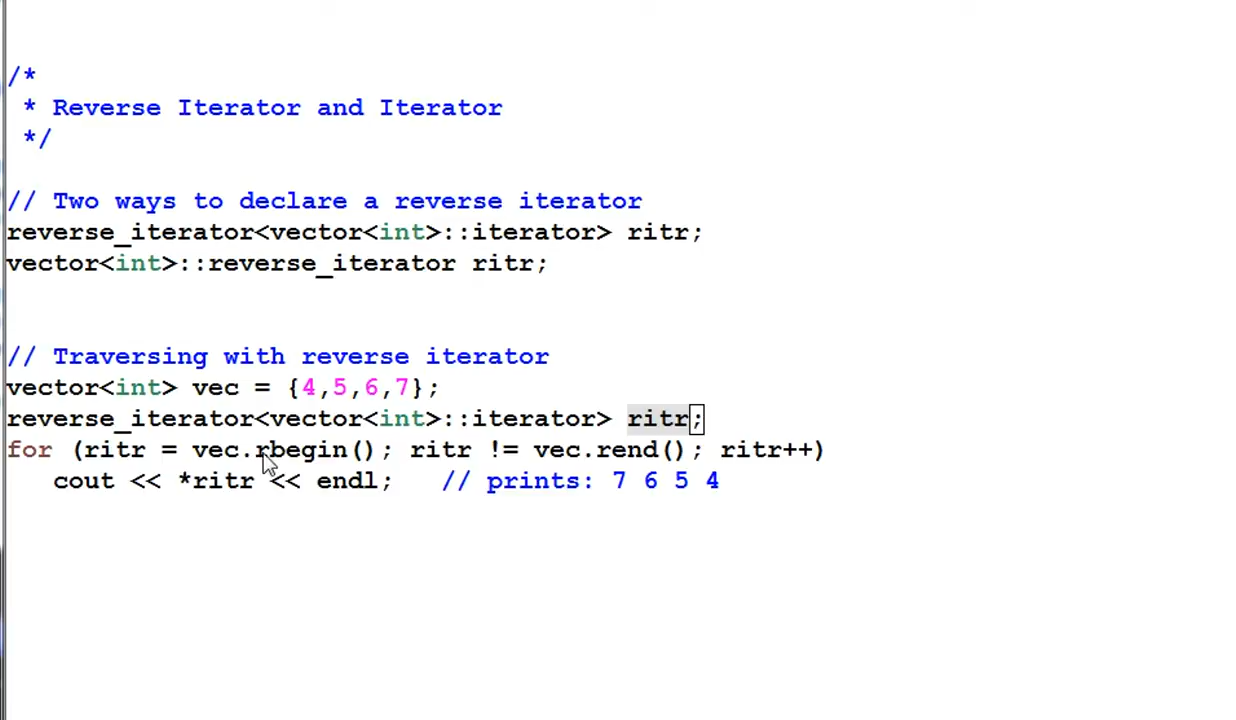 /*
* Reverse Iterator and Iterator
*/
// Two ways to declare a reverse iterator
reverse_iterator<vector<int>::iterator> ritr;
vector<int>::reverse_iterator ritr;
// Traversing with reverse iterator
vector<int> vec = {4,5,6,7};
reverse_iterator<vector<int>::iterator> ritr;
for (ritr = vec.rbegin(); ritr != vec.rend(); ritr++)
cout << *ritr << endl;   // prints: 7 6 5 4